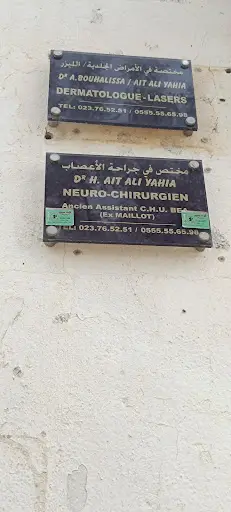 مختصة في الأمراض الجلدية/ الليزر
Dr A.BOUHALISSA / AIT ALI YAHIA
DERMATOLOGUE-LASERS
TEL: 023.76.52.51 / 0555.55.65.98
مختص في جراحة الأعصاب
Dr H. AIT ALI YAHIA
NEURO-CHIRURGIEN
Ancien Assistant C.H.U. BEO
(Ex MAILLOT)
TEL: 023.76.52.51 / 0555.55.65.98